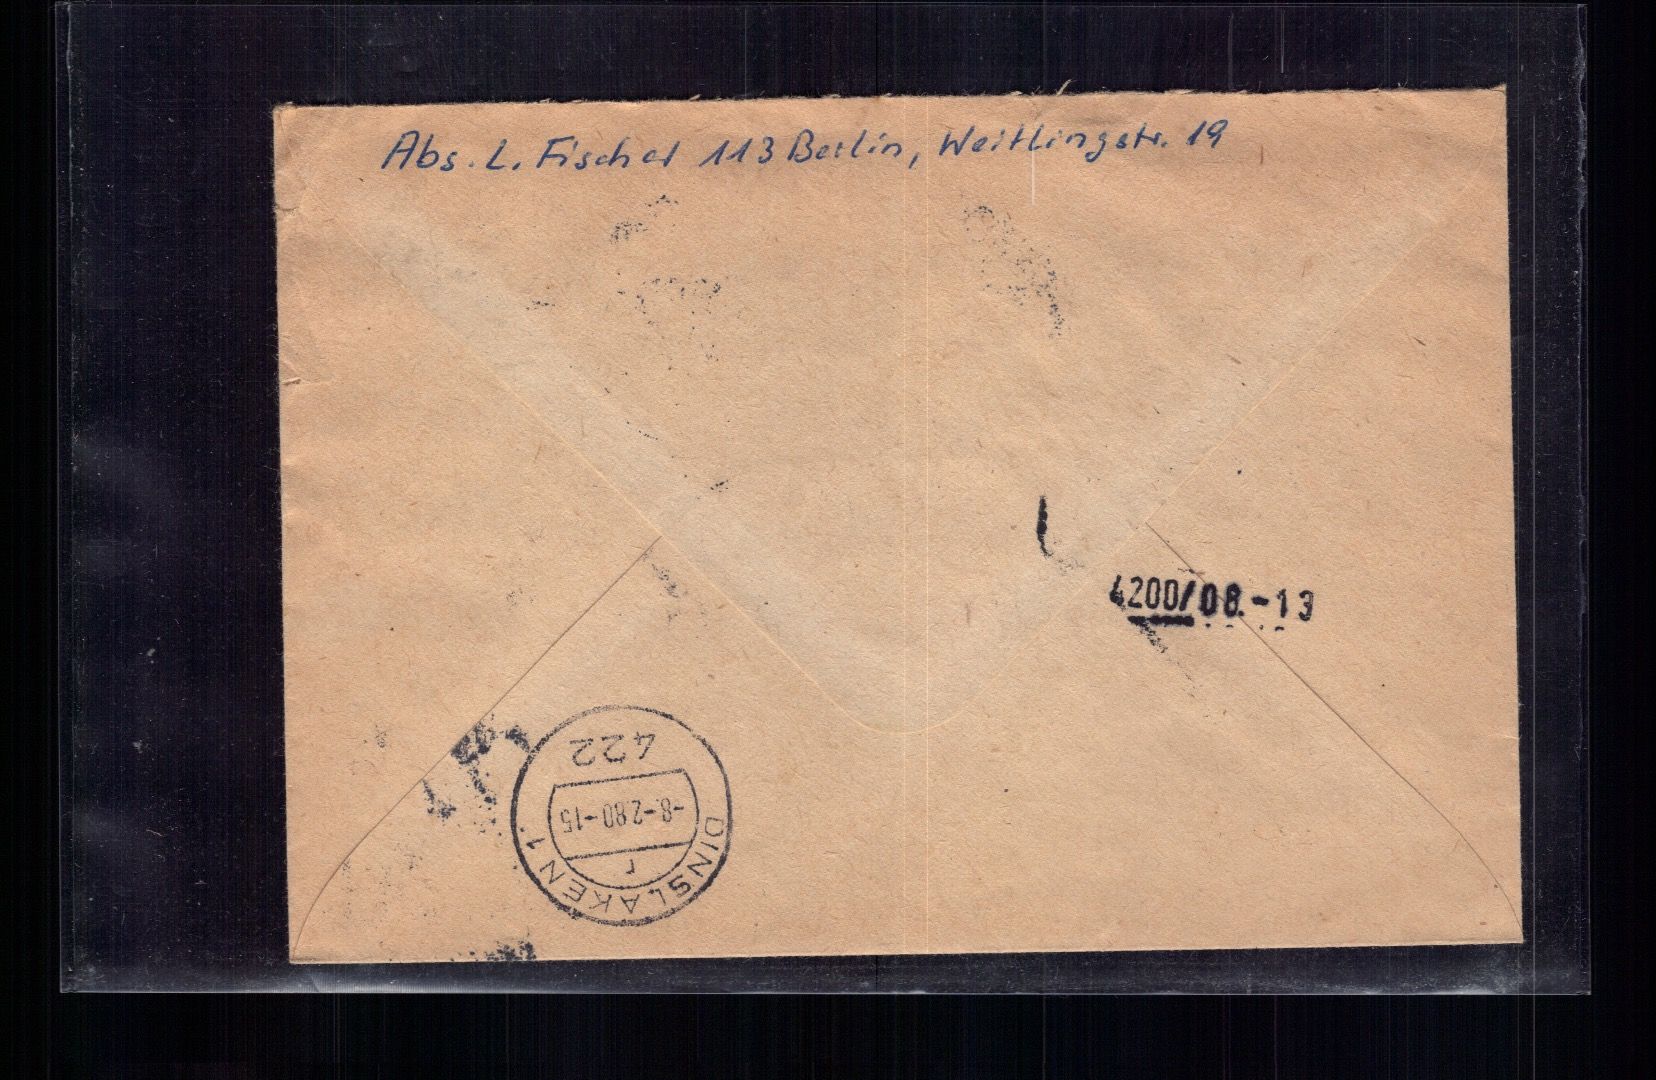 Abs. L. Fischer 113 Berlin, Weitlingstr. 19
4200/08.-13
422
-8.-2.80-15
r
DINSLAKEN 1